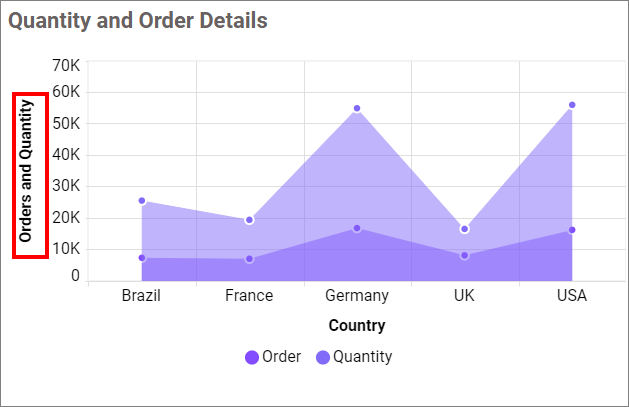 Quantity and Order Details
70K
60K
50K
40K
30K
20K
10K
0
Orders and Quantity
Brazil France Germany UK USA
Country
Order Quantity